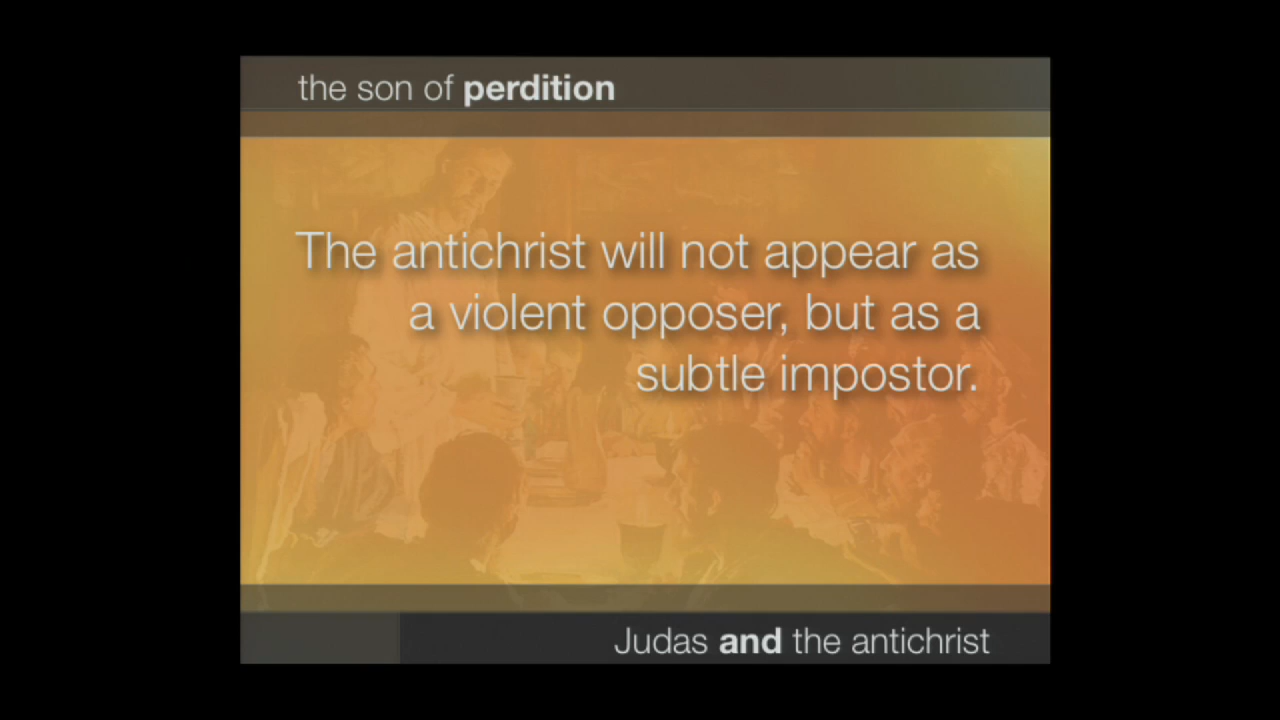 the son of perdition
The antichrist will not appear as
a violent opposer, but as a
subtle impostor.
Judas and the antichrist